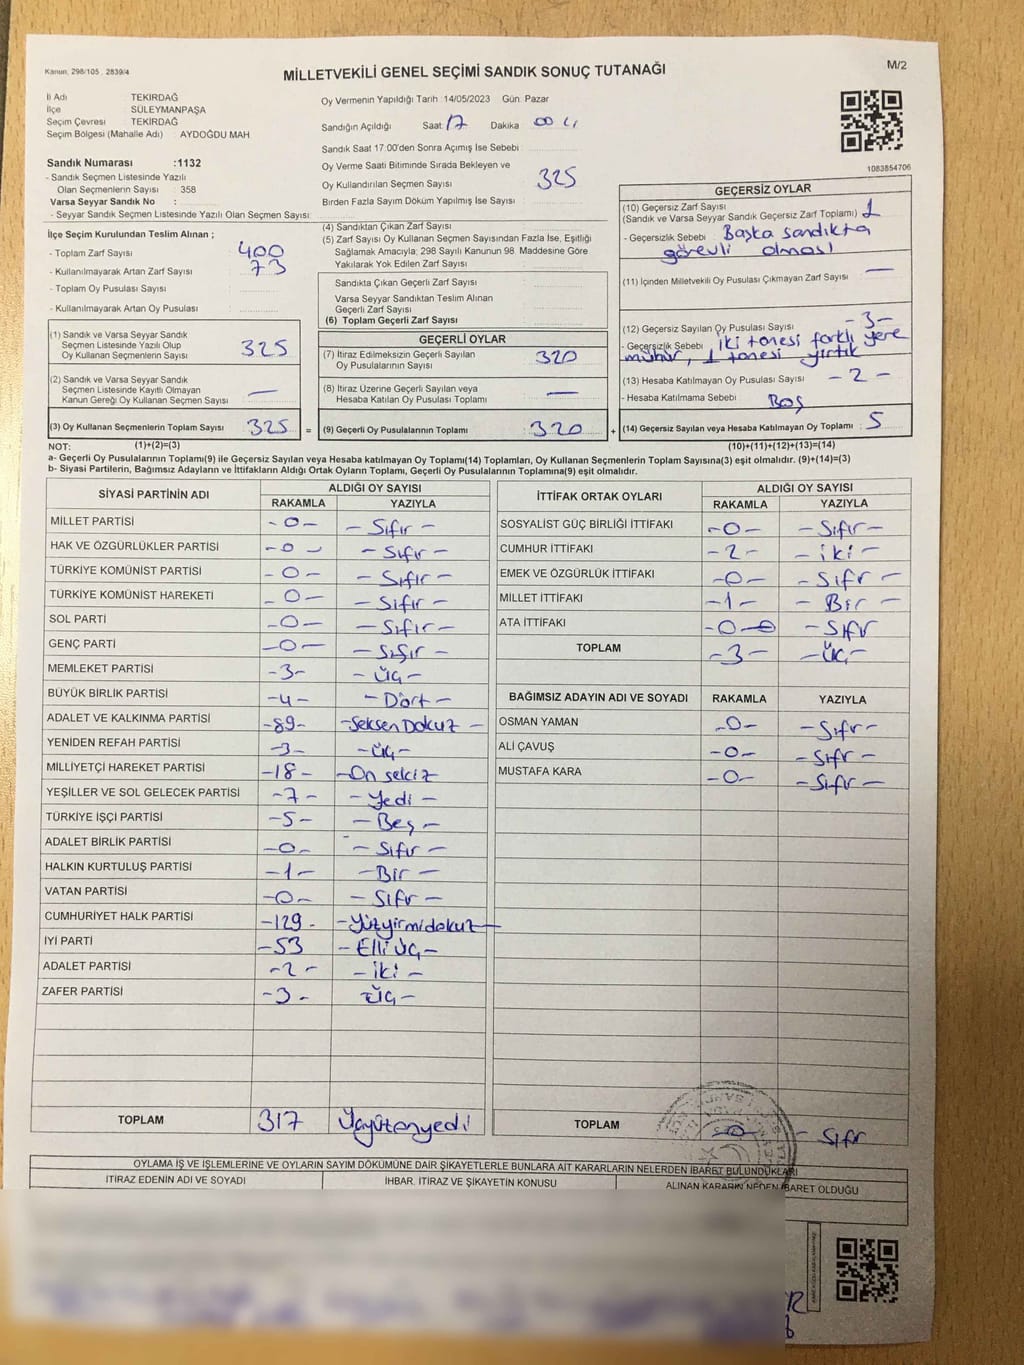 Kanun, 298/105 , 2839/4
MİLLETVEKİLİ GENEL SEÇİMİ SANDIK SONUÇ TUTANAĞI
M/2
İl Adı TEKİRDAĞ
İlçe SÜLEYMANPAŞA
Seçim Çevresi TEKİRDAĞ
Seçim Bölgesi (Mahalle Adı) : AYDOĞDU MAH
Sandık Numarası :1132
- Sandık Seçmen Listesinde Yazılı
Olan Seçmenlerin Sayısı : 358
Varsa Seyyar Sandık No :
- Seyyar Sandık Seçmen Listesinde Yazılı Olan Seçmen Sayısı:
Oy Vermenin Yapıldığı Tarih :14/05/2023 Gün: Pazar
Sandığın Açıldığı Saat: 17 Dakika 00
Sandık Saat 17:00'den Sonra Açılmış İse Sebebi :
Oy Verme Saati Bitiminde Sırada Bekleyen ve
Oy Kullandırılan Seçmen Sayısı : 325
Birden Fazla Sayım Döküm Yapılmış İse Sayısı :
1083854706
İlçe Seçim Kurulundan Teslim Alınan ;
- Toplam Zarf Sayısı : 400
- Kullanılmayarak Artan Zarf Sayısı : 73
- Toplam Oy Pusulası Sayısı :
- Kullanılmayarak Artan Oy Pusulası :
(1) Sandık ve Varsa Seyyar Sandık
Seçmen Listesinde Yazılı Olup
Oy Kullanan Seçmenlerin Sayısı : 325
(2) Sandık ve Varsa Seyyar Sandık
Seçmen Listesinde Kayıtlı Olmayan
Kanun Gereği Oy Kullanan Seçmen Sayısı : —
(3) Oy Kullanan Seçmenlerin Toplam Sayısı : 325 =
(4) Sandıktan Çıkan Zarf Sayısı :
(5) Zarf Sayısı Oy Kullanan Seçmen Sayısından Fazla İse, Eşitliği
Sağlamak Amacıyla; 298 Sayılı Kanunun 98. Maddesine Göre
Yakılarak Yok Edilen Zarf Sayısı :
Sandıkta Çıkan Geçerli Zarf Sayısı :
Varsa Seyyar Sandıktan Teslim Alınan
Geçerli Zarf Sayısı :
(6) Toplam Geçerli Zarf Sayısı :
GEÇERLİ OYLAR
(7) İtiraz Edilmeksizin Geçerli Sayılan
Oy Pusulalarının Sayısı : 320
(8) İtiraz Üzerine Geçerli Sayılan veya
Hesaba Katılan Oy Pusulası Toplamı : —
(9) Geçerli Oy Pusulalarının Toplamı : 320 +
GEÇERSİZ OYLAR
(10) Geçersiz Zarf Sayısı
(Sandık ve Varsa Seyyar Sandık Geçersiz Zarf Toplamı) 1
- Geçersizlik Sebebi : Başka sandıkta
görevli olması
(11) İçinden Milletvekili Oy Pusulası Çıkmayan Zarf Sayısı : —
(12) Geçersiz Sayılan Oy Pusulası Sayısı : -3-
- Geçersizlik Sebebi : iki tanesi farklı yere
mühür, 1 tanesi yırtık
(13) Hesaba Katılmayan Oy Pusulası Sayısı : - 2 -
- Hesaba Katılmama Sebebi : Boş
(14) Geçersiz Sayılan veya Hesaba Katılmayan Oy Toplamı : 5
NOT: (1)+(2)=(3) (10)+(11)+(12)+(13)=(14)
a- Geçerli Oy Pusulalarının Toplamı(9) ile Geçersiz Sayılan veya Hesaba Katılmayan Oy Toplamı(14) Toplamları, Oy Kullanan Seçmenlerin Toplam Sayısına(3) eşit olmalıdır. (9)+(14)=(3)
b- Siyasi Partilerin, Bağımsız Adayların ve İttifakların Aldığı Ortak Oyların Toplamı, Geçerli Oy Pusulalarının Toplamına(9) eşit olmalıdır.
SİYASİ PARTİNİN ADI ALDIĞI OY SAYISI
RAKAMLA YAZIYLA
MİLLET PARTİSİ -0- - Sıfır -
HAK VE ÖZGÜRLÜKLER PARTİSİ -0- - Sıfır -
TÜRKİYE KOMÜNİST PARTİSİ -0- - Sıfır -
TÜRKİYE KOMÜNİST HAREKETİ -0- - Sıfır -
SOL PARTİ -0- - Sıfır -
GENÇ PARTİ -0- - Sıfır -
MEMLEKET PARTİSİ -3- - Üç -
BÜYÜK BİRLİK PARTİSİ -4- - Dört -
ADALET VE KALKINMA PARTİSİ -89- -Seksen Dokuz -
YENİDEN REFAH PARTİSİ -3- - Üç -
MİLLİYETÇİ HAREKET PARTİSİ -18- -On sekiz
YEŞİLLER VE SOL GELECEK PARTİSİ -7- - Yedi -
TÜRKİYE İŞÇİ PARTİSİ -5- - Beş -
ADALET BİRLİK PARTİSİ -0- - Sıfır -
HALKIN KURTULUŞ PARTİSİ -1- - Bir -
VATAN PARTİSİ -0- - Sıfır -
CUMHURİYET HALK PARTİSİ -129- -Yüzyirmidokuz-
İYİ PARTİ -53 - Elli Üç -
ADALET PARTİSİ -2- - iki -
ZAFER PARTİSİ -3- Üç -
TOPLAM 317 Üçyüzonyedi
İTTİFAK ORTAK OYLARI ALDIĞI OY SAYISI
RAKAMLA YAZIYLA
SOSYALİST GÜÇ BİRLİĞİ İTTİFAKI -0- - Sıfır -
CUMHUR İTTİFAKI -2- - iki -
EMEK VE ÖZGÜRLÜK İTTİFAKI -0- - Sıfr -
MİLLET İTTİFAKI -1- - Bir -
ATA İTTİFAKI -0- - Sıfır
TOPLAM -3- - Üç -
BAĞIMSIZ ADAYIN ADI VE SOYADI RAKAMLA YAZIYLA
OSMAN YAMAN -0- - Sıfr -
ALİ ÇAVUŞ -0- - Sıfr -
MUSTAFA KARA -0- - Sıfır -
TOPLAM -0- - Sıfr
OYLAMA İŞ VE İŞLEMLERİNE VE OYLARIN SAYIM DÖKÜMÜNE DAİR ŞİKAYETLERLE BUNLARA AİT KARARLARIN NELERDEN İBARET BULUNDUKLARI
İTİRAZ EDENİN ADI VE SOYADI İHBAR, İTİRAZ VE ŞİKAYETİN KONUSU ALINAN KARARIN NEDEN İBARET OLDUĞU